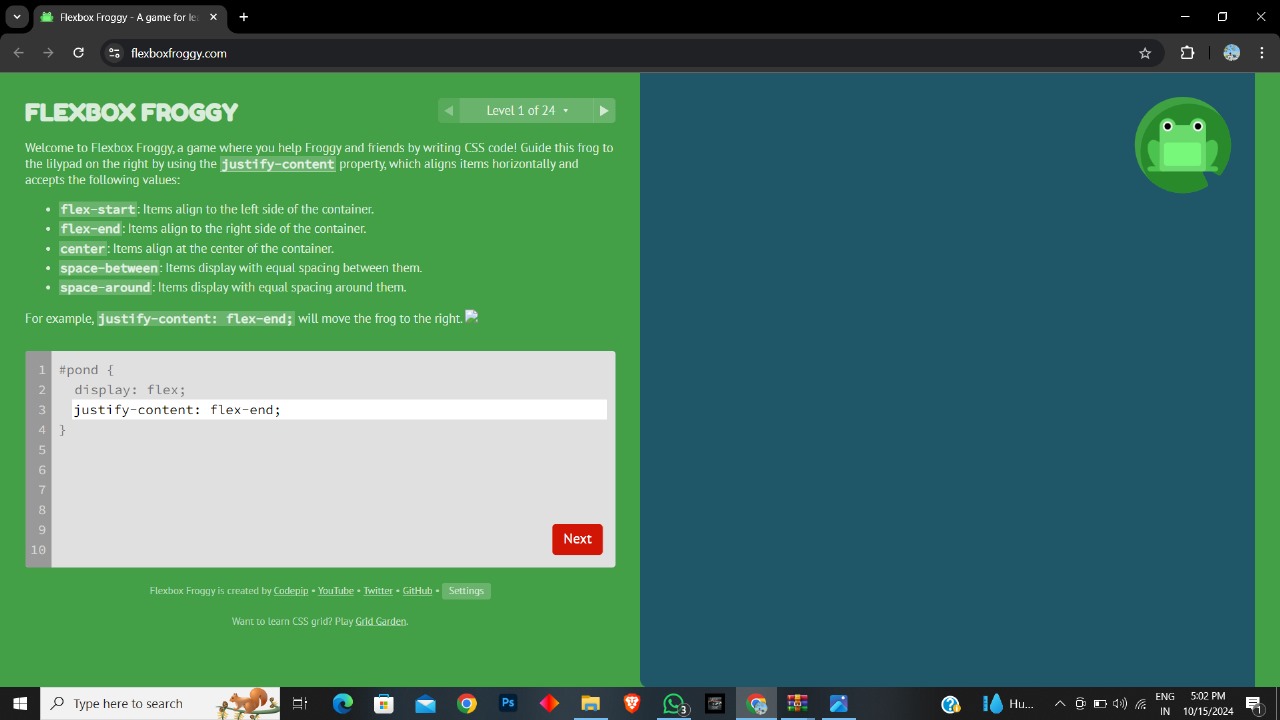 Flexbox Froggy - A game for le
flexboxfroggy.com
FLEXBOX FROGGY
Level 1 of 24
Welcome to Flexbox Froggy, a game where you help Froggy and friends by writing CSS code! Guide this frog to
the lilypad on the right by using the justify-content property, which aligns items horizontally and
accepts the following values:
• flex-start: Items align to the left side of the container.
• flex-end: Items align to the right side of the container.
• center: Items align at the center of the container.
• space-between: Items display with equal spacing between them.
• space-around: Items display with equal spacing around them.
For example, justify-content: flex-end; will move the frog to the right.
1 #pond {
2 display: flex;
3 justify-content: flex-end;
4 }
5
6
7
8
9
10
Next
Flexbox Froggy is created by Codepip • YouTube • Twitter • GitHub • Settings
Want to learn CSS grid? Play Grid Garden.
Type here to search
Ps
3
Hu...
ENG
IN
5:02 PM
10/15/2024
1